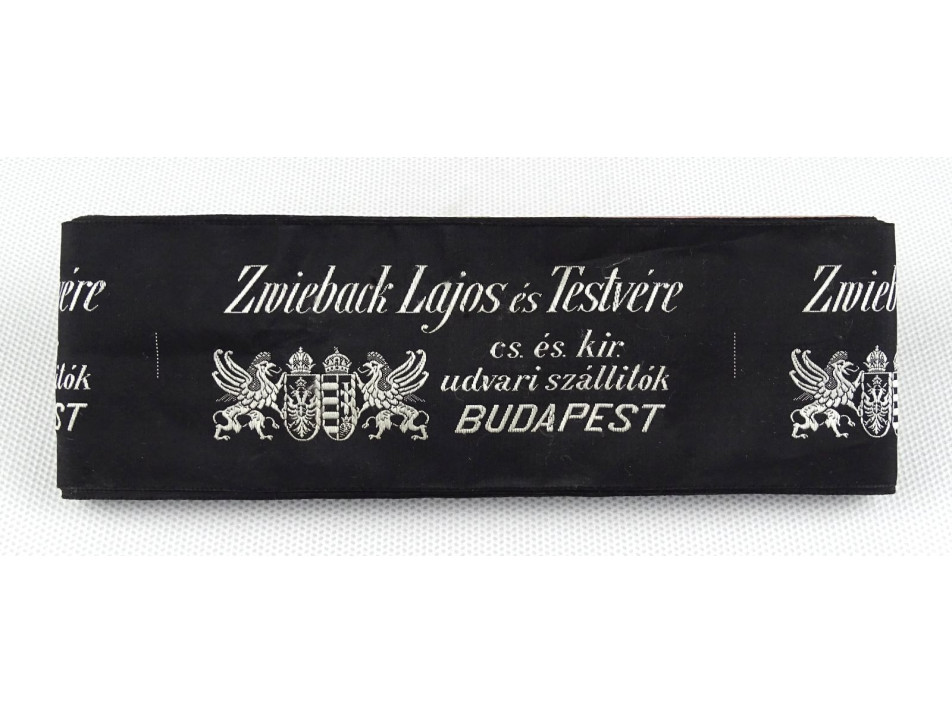 Zwieback Lajos és Testvére
cs. és. kir.
udvari szállitók
BUDAPEST